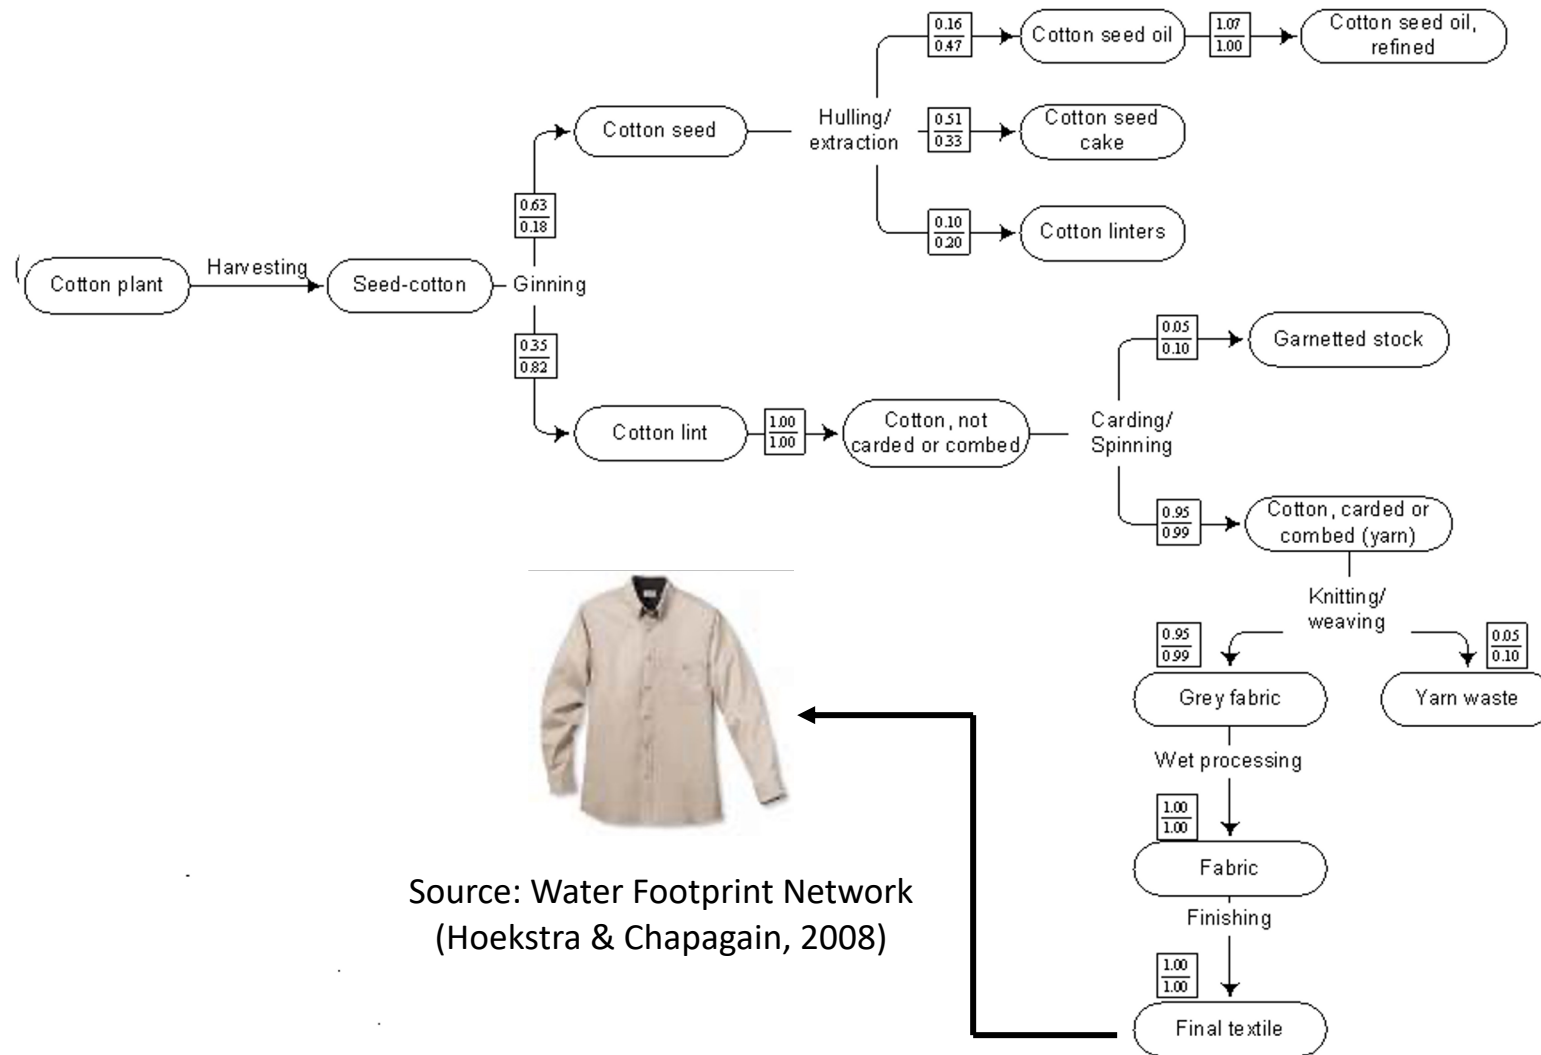 0.16
0.47
Cotton seed oil
1.07
1.00
Cotton seed oil,
refined
Cotton seed
Hulling/
extraction
0.51
0.33
Cotton seed
cake
0.63
0.18
0.10
0.20
Cotton linters
(
Cotton plant
Harvesting
Seed-cotton
Ginning
0.35
0.82
0.05
0.10
Garnetted stock
Cotton lint
1.00
1.00
Cotton, not
carded or combed
Carding/
Spinning
0.95
0.99
Cotton, carded or
combed (yarn)
Knitting/
weaving
0.95
0.99
0.05
0.10
Grey fabric
Yarn waste
Wet processing
1.00
1.00
Fabric
Finishing
1.00
1.00
Final textile
Source: Water Footprint Network
(Hoekstra & Chapagain, 2008)